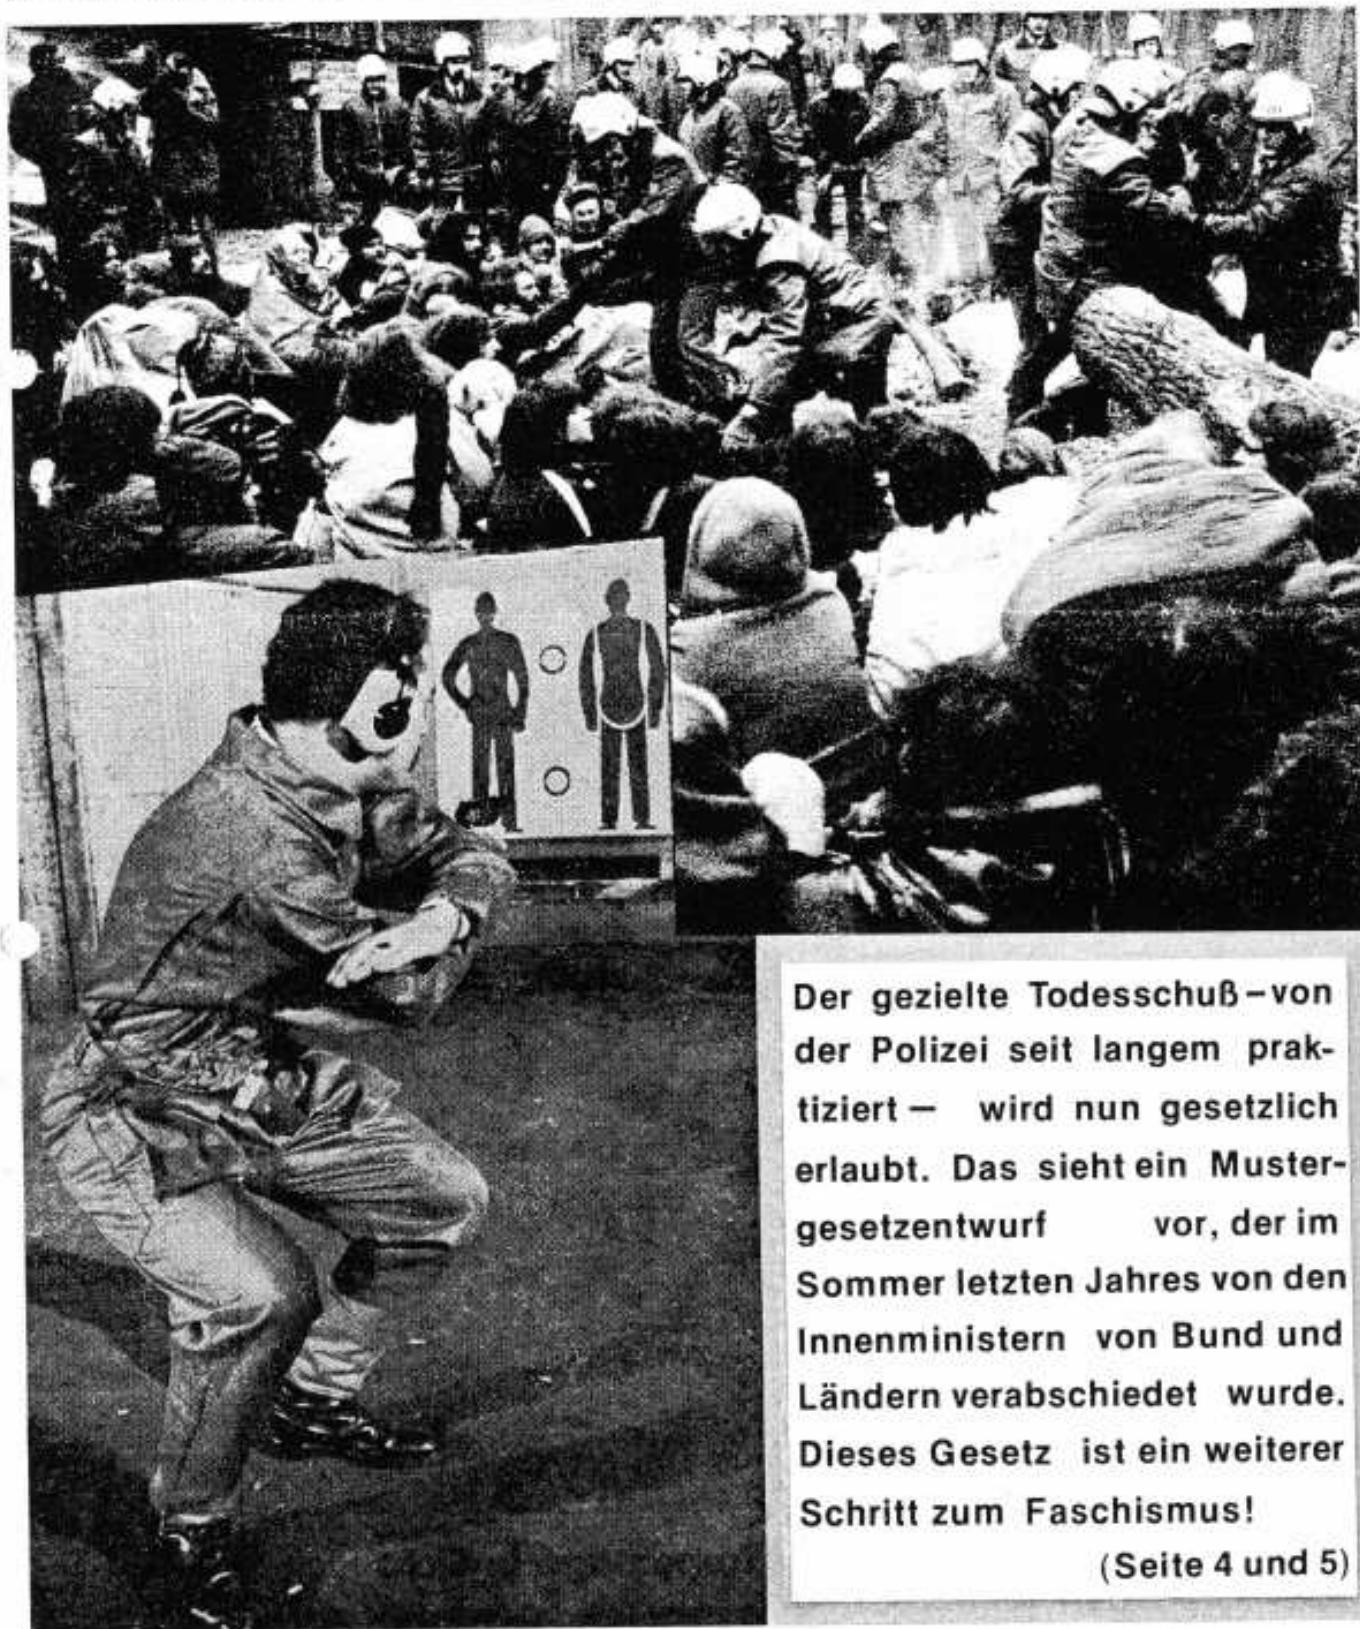 Der gezielte Todesschuß – von
der Polizei seit langem prak-
tiziert — wird nun gesetzlich
erlaubt. Das sieht ein Muster-
gesetzentwurf vor, der im
Sommer letzten Jahres von den
Innenministern von Bund und
Ländern verabschiedet wurde.
Dieses Gesetz ist ein weiterer
Schritt zum Faschismus!
(Seite 4 und 5)